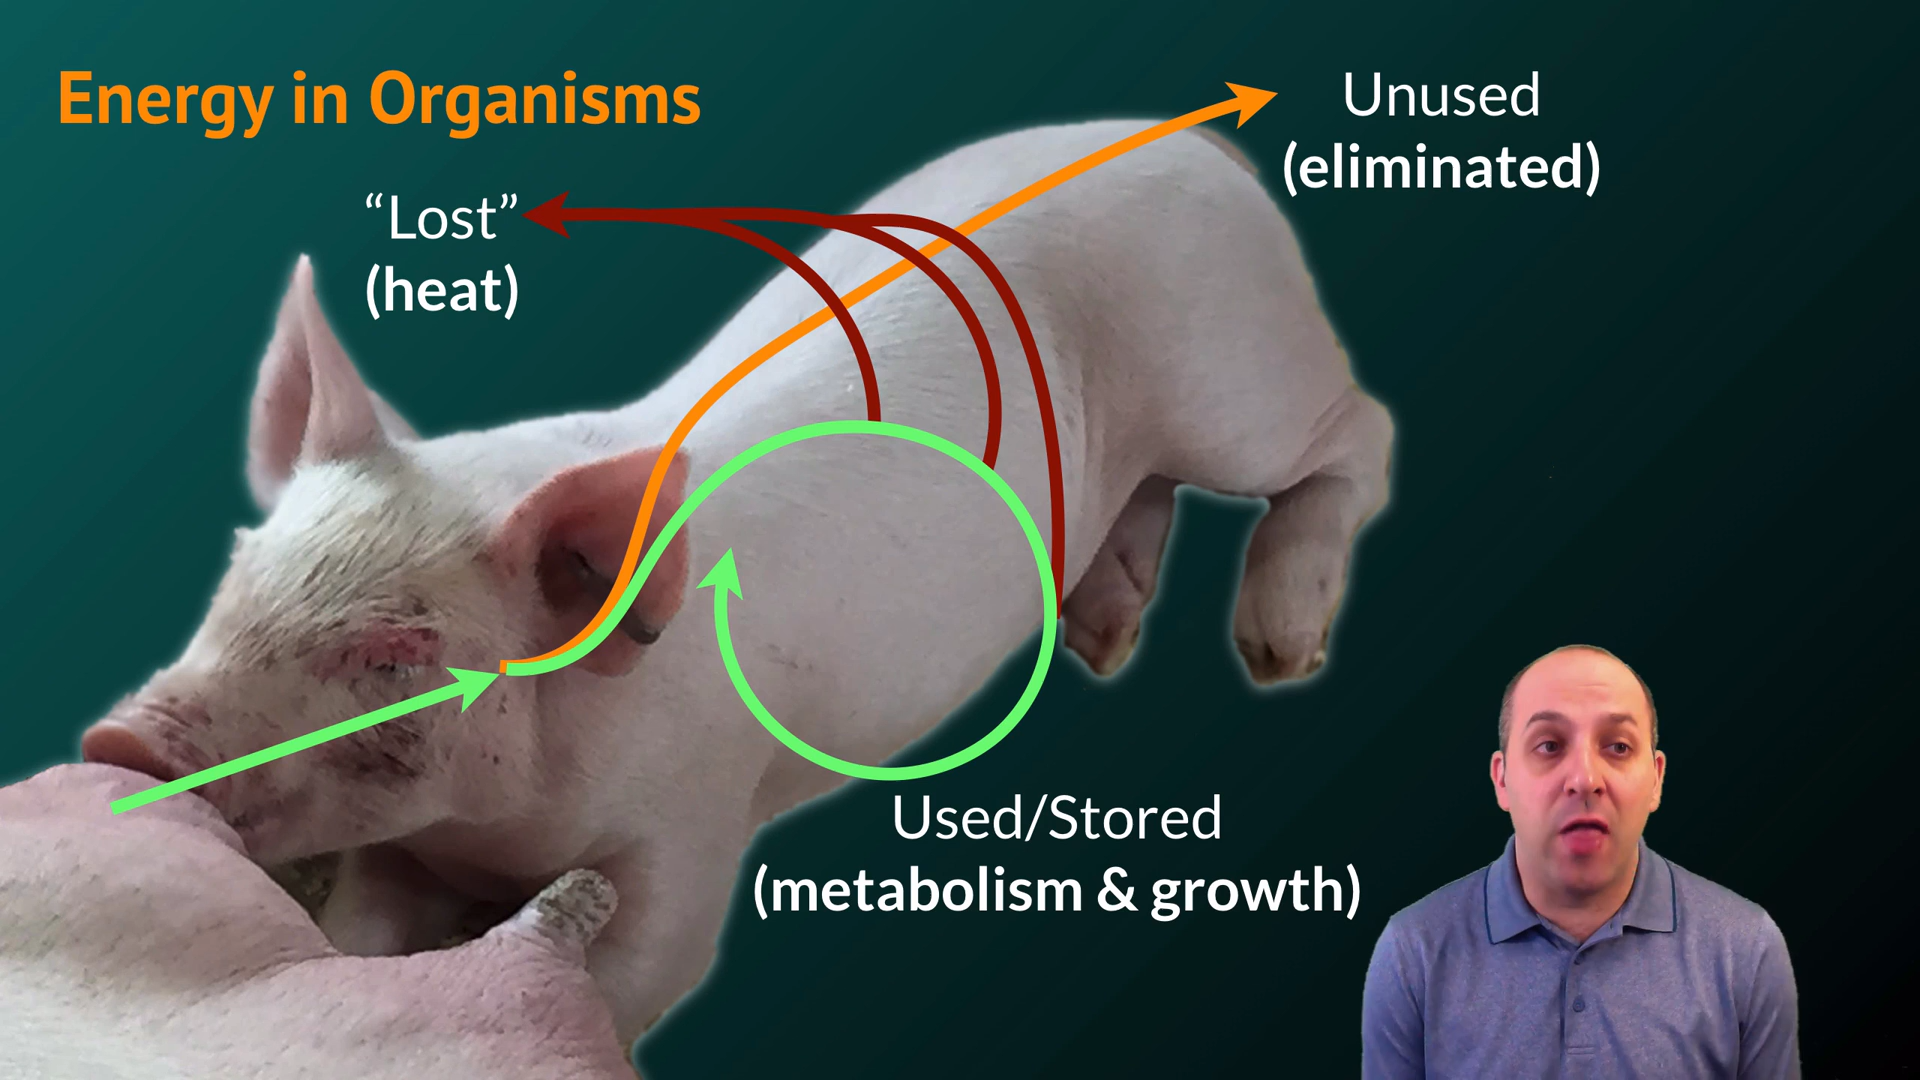 Energy in Organisms
Unused
(eliminated)
“Lost”
(heat)
Used/Stored
(metabolism & growth)